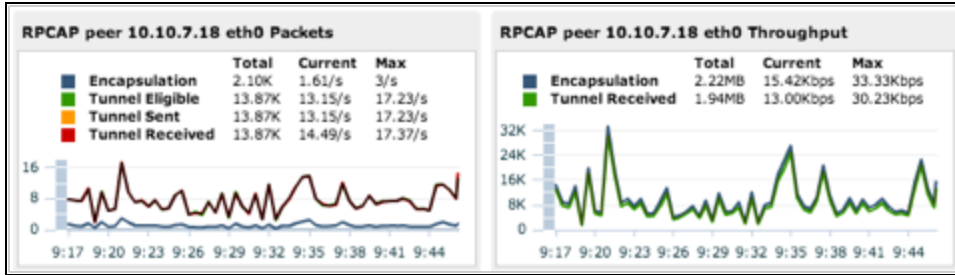 RPCAP peer 10.10.7.18 eth0 Packets
Total Current Max
Encapsulation 2.10K 1.61/s 3/s
Tunnel Eligible 13.87K 13.15/s 17.23/s
Tunnel Sent 13.87K 13.15/s 17.23/s
Tunnel Received 13.87K 14.49/s 17.37/s
16
8
0
9:17 9:20 9:23 9:26 9:29 9:32 9:35 9:38 9:41 9:44
RPCAP peer 10.10.7.18 eth0 Throughput
Total Current Max
Encapsulation 2.22MB 15.42Kbps 33.33Kbps
Tunnel Received 1.94MB 13.00Kbps 30.23Kbps
32K
24K
16K
8K
0
9:17 9:20 9:23 9:26 9:29 9:32 9:35 9:38 9:41 9:44